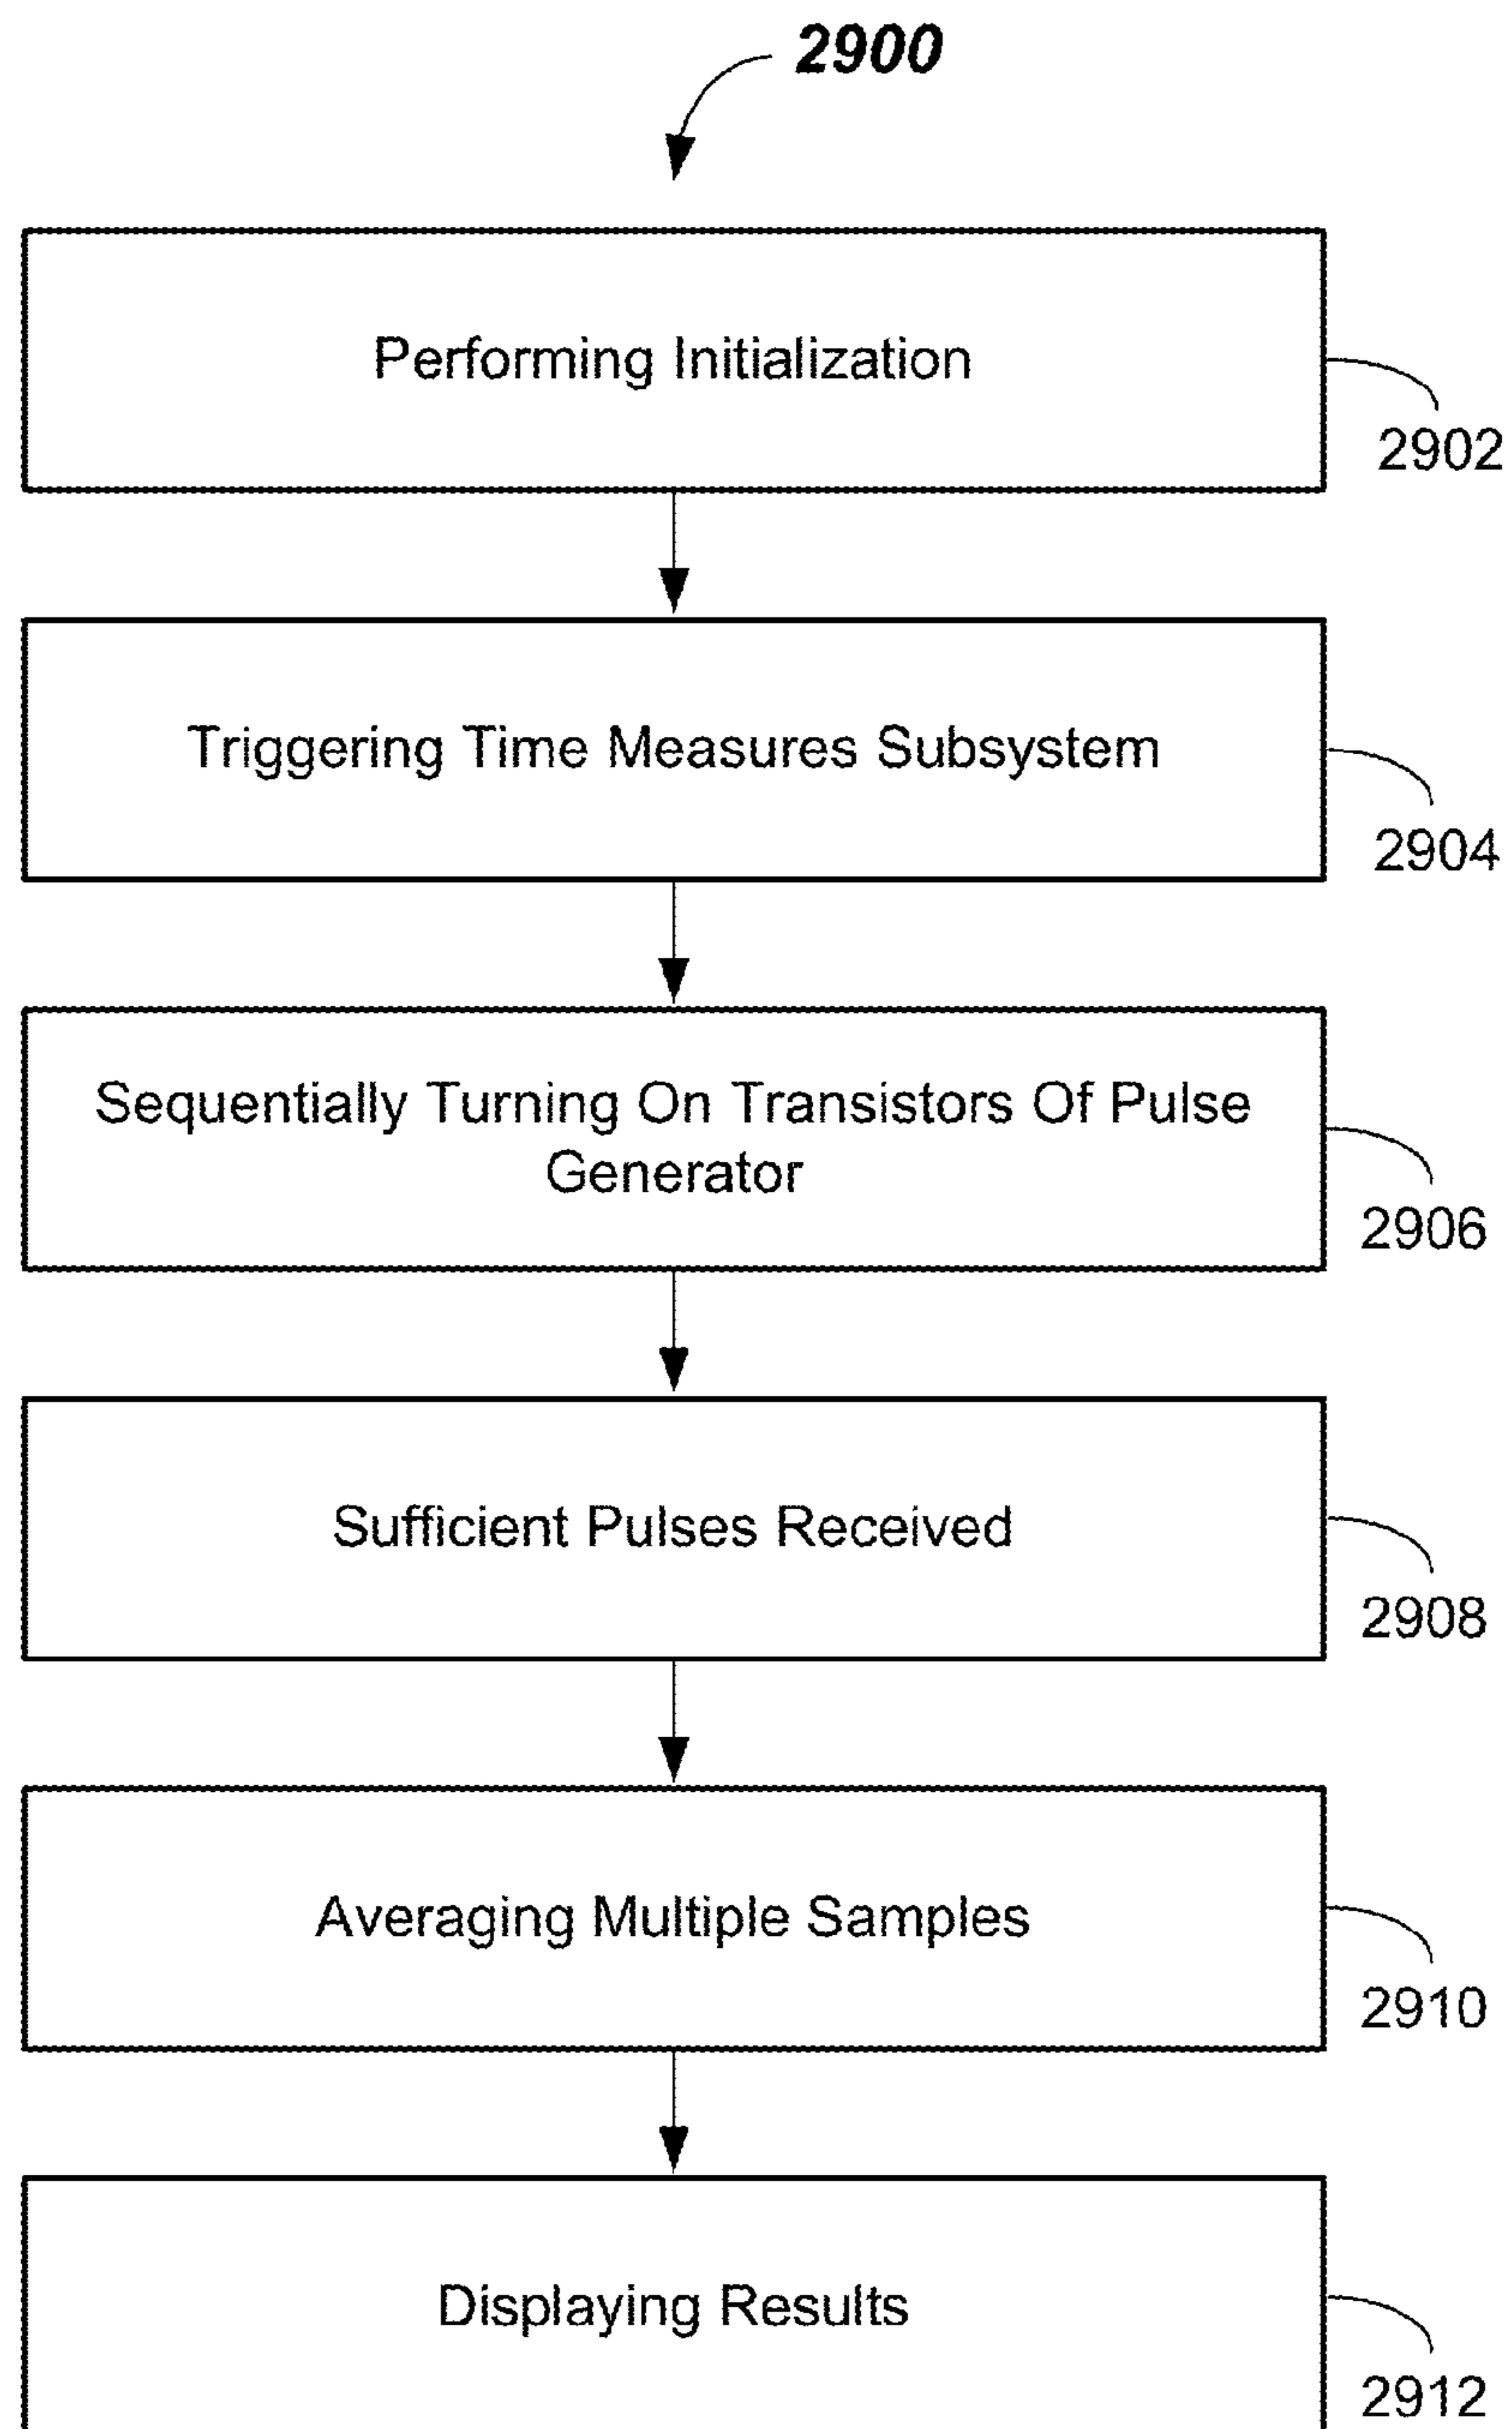 2900
Performing Initialization
2902
Triggering Time Measures Subsystem
2904
Sequentially Turning On Transistors Of Pulse
Generator
2906
Sufficient Pulses Received
2908
Averaging Multiple Samples
2910
Displaying Results
2912